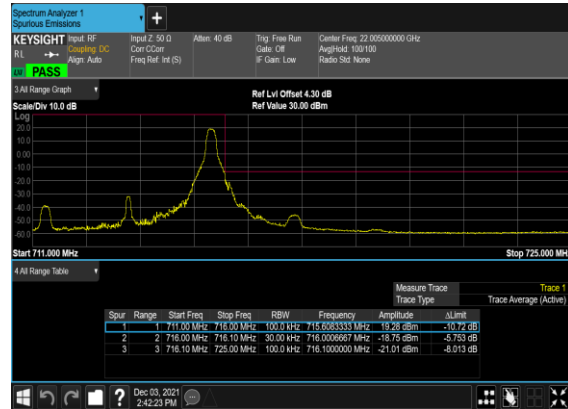 Spectrum Analyzer 1
Spurious Emissions
+
KEYSIGHT Input: RF Input Z: 50 Ω Atten: 40 dB Trig: Free Run Center Freq: 22.005000000 GHz
RL Coupling: DC Corr CCorr Gate: Off Avg|Hold: 100/100
Align: Auto Freq Ref: Int (S) IF Gain: Low Radio Std: None
PASS
3 All Range Graph
Ref Lvl Offset 4.30 dB
Scale/Div 10.0 dB Ref Value 30.00 dBm
Log
20.0
10.0
0.00
-10.0
-20.0
-30.0
-40.0
-50.0
-60.0
Start 711.000 MHz Stop 725.000 MH
4 All Range Table
Measure Trace Trace 1
Trace Type Trace Average (Active)
Spur Range Start Freq Stop Freq RBW Frequency Amplitude ΔLimit
1 1 711.00 MHz 716.00 MHz 100.0 kHz 715.6083333 MHz 19.28 dBm -10.72 dB
2 2 716.00 MHz 716.10 MHz 30.00 kHz 716.0006667 MHz -18.75 dBm -5.753 dB
3 3 716.10 MHz 725.00 MHz 100.0 kHz 716.1000000 MHz -21.01 dBm -8.013 dB
? Dec 03, 2021
2:42:23 PM